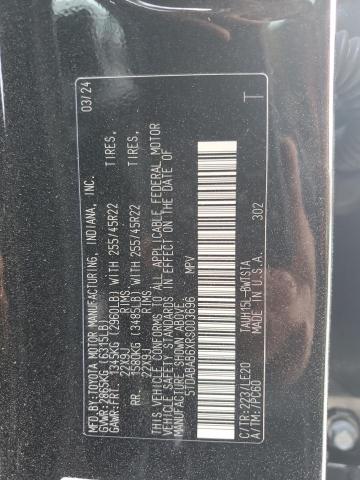 MFD.BY:TOYOTA MOTOR MANUFACTURING, INDIANA, INC. 03/24
GVWR:2865KG (6315LB)
GAWR:FRT. 1345KG (2960LB) WITH 255/45R22 TIRES,
22X9J RIMS,
RR. 1580KG (3485LB) WITH 255/45R22 TIRES,
22X9J RIMS
THIS VEHICLE CONFORMS TO ALL APPLICABLE FEDERAL MOTOR
VEHICLE SAFETY STANDARDS IN EFFECT ON THE DATE OF
MANUFACTURE SHOWN ABOVE.
5TDABAB6XRS003696 MPV
T
C/TR:223/LE20 TAUH15L-BWTSTA
A/TM:/PC60 MADE IN U.S.A. 302